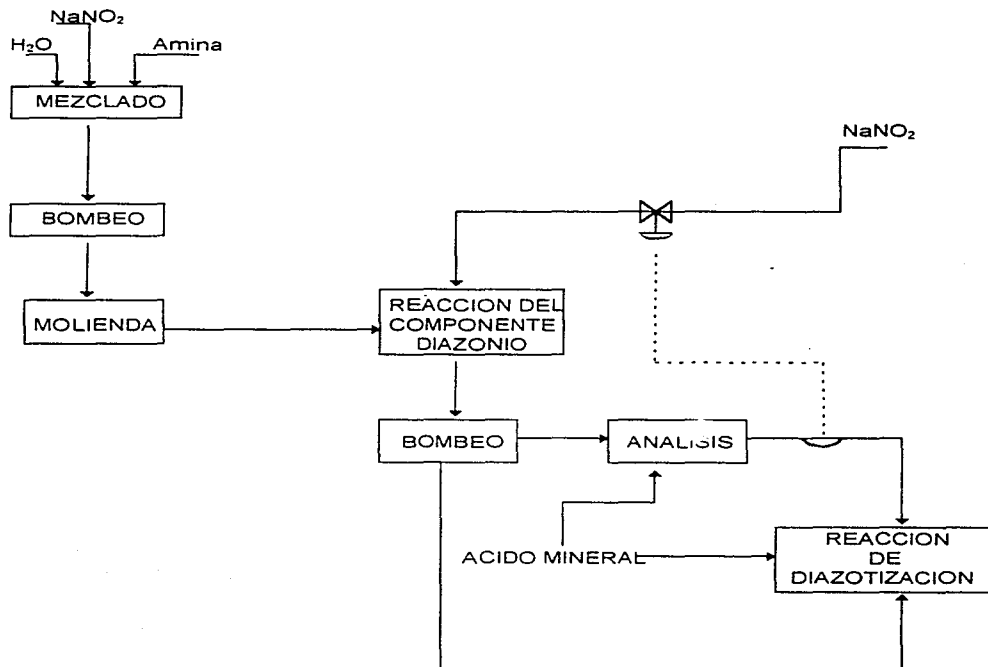 NaNO₂
H₂O
Amina
MEZCLADO
NaNO₂
BOMBEO
MOLIENDA
REACCION DEL
COMPONENTE
DIAZONIO
BOMBEO
ANALISIS
ACIDO MINERAL
REACCION
DE
DIAZOTIZACION